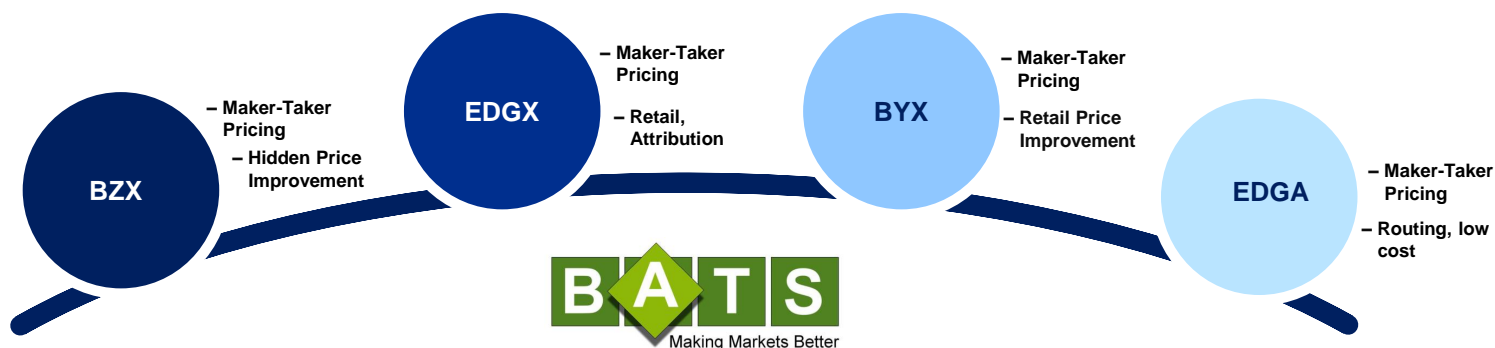 BZX
– Maker-Taker
Pricing
– Hidden Price
Improvement
EDGX
– Maker-Taker
Pricing
– Retail,
Attribution
BYX
– Maker-Taker
Pricing
– Retail Price
Improvement
EDGA
– Maker-Taker
Pricing
– Routing, low
cost
BATS
Making Markets Better